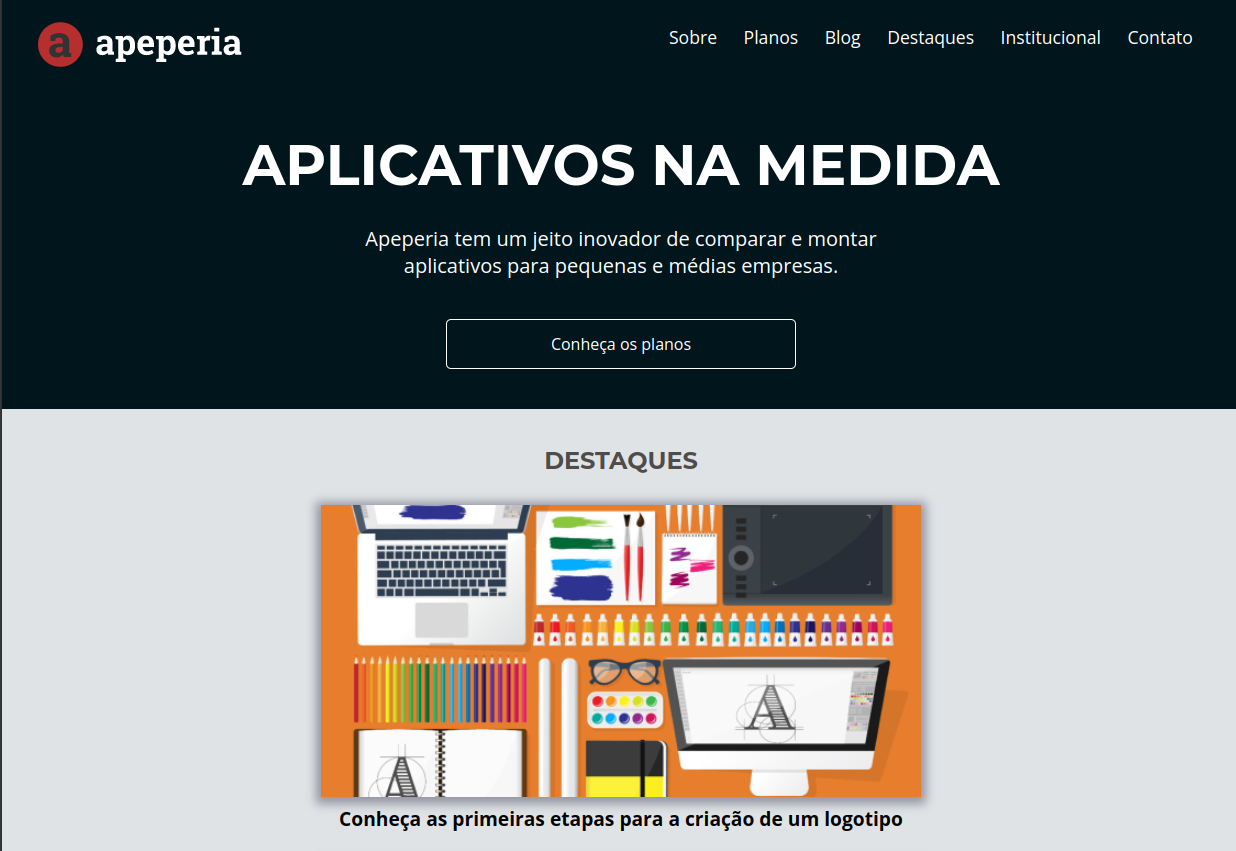 a apeperia
Sobre Planos Blog Destaques Institucional Contato
APLICATIVOS NA MEDIDA
Apeperia tem um jeito inovador de comparar e montar
aplicativos para pequenas e médias empresas.
Conheça os planos
DESTAQUES
A
A
Conheça as primeiras etapas para a criação de um logotipo